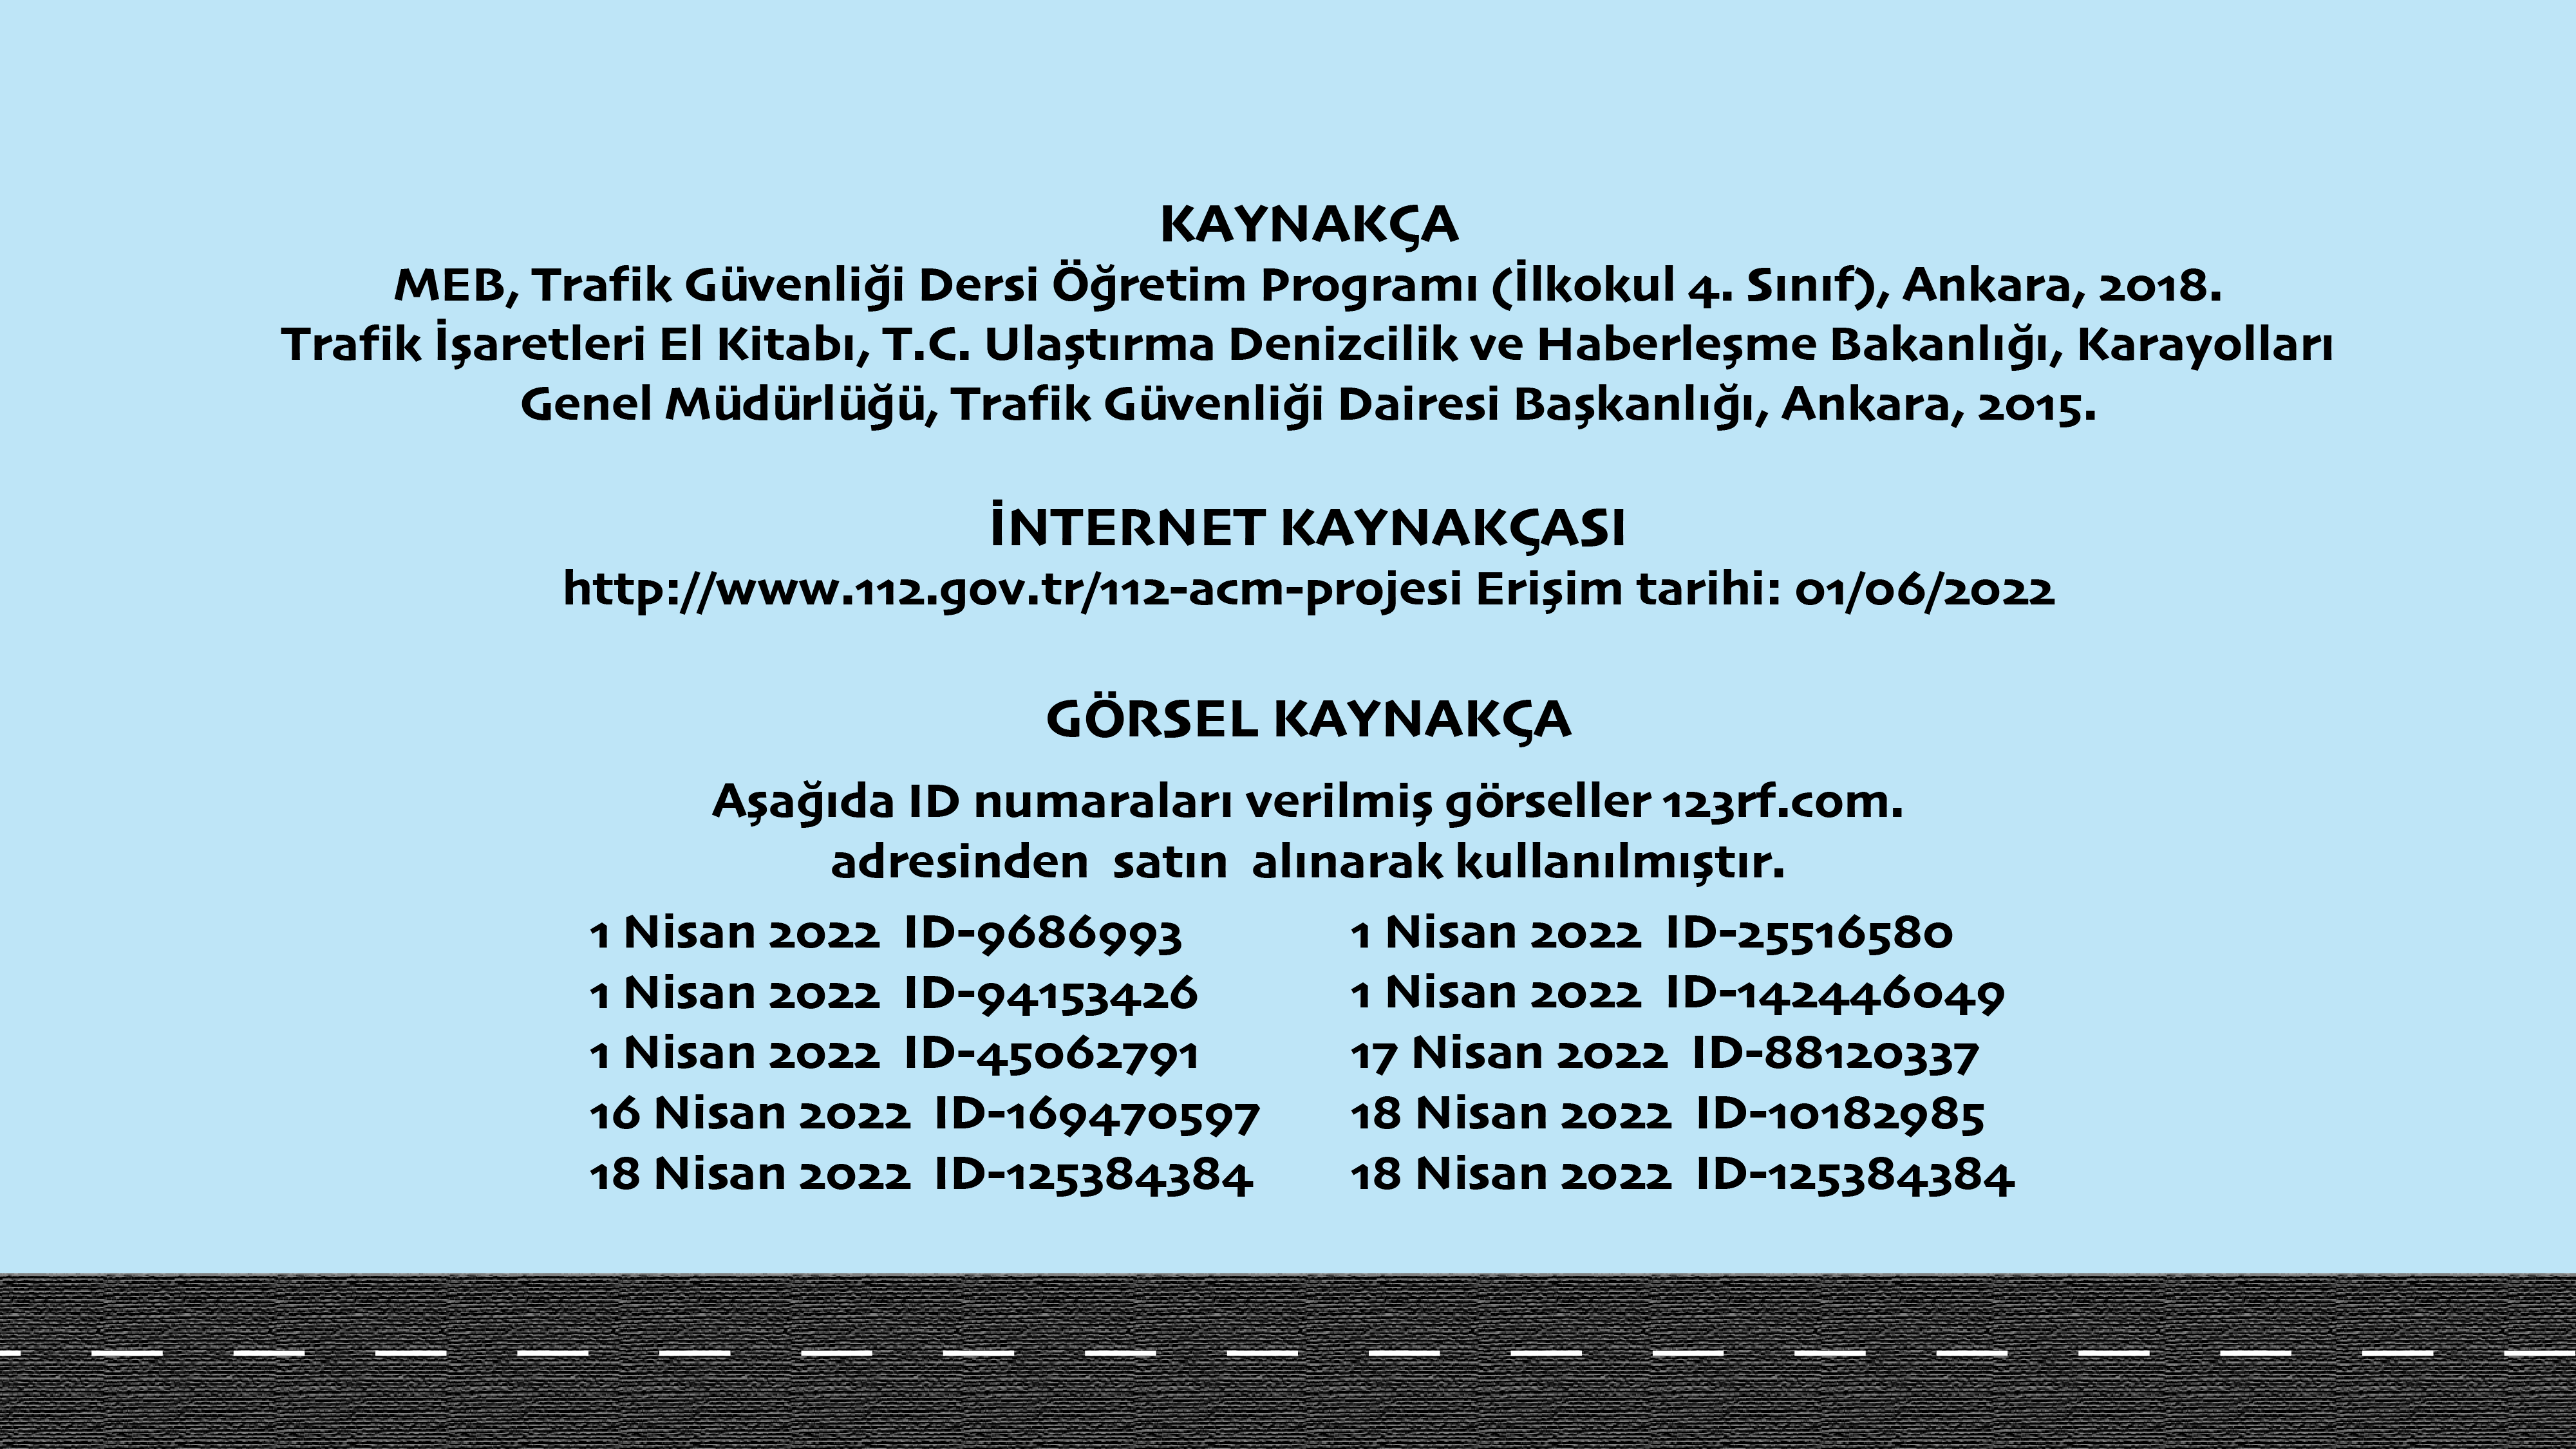 KAYNAKÇA
MEB, Trafik Güvenliği Dersi Öğretim Programı (İlkokul 4. Sınıf), Ankara, 2018.
Trafik İşaretleri El Kitabı, T.C. Ulaştırma Denizcilik ve Haberleşme Bakanlığı, Karayolları
Genel Müdürlüğü, Trafik Güvenliği Dairesi Başkanlığı, Ankara, 2015.
İNTERNET KAYNAKÇASI
http://www.112.gov.tr/112-acm-projesi Erişim tarihi: 01/06/2022
GÖRSEL KAYNAKÇA
Aşağıda ID numaraları verilmiş görseller 123rf.com.
adresinden satın alınarak kullanılmıştır.
1 Nisan 2022 ID-9686993
1 Nisan 2022 ID-94153426
1 Nisan 2022 ID-45062791
16 Nisan 2022 ID-169470597
18 Nisan 2022 ID-125384384
1 Nisan 2022 ID-25516580
1 Nisan 2022 ID-142446049
17 Nisan 2022 ID-88120337
18 Nisan 2022 ID-10182985
18 Nisan 2022 ID-125384384